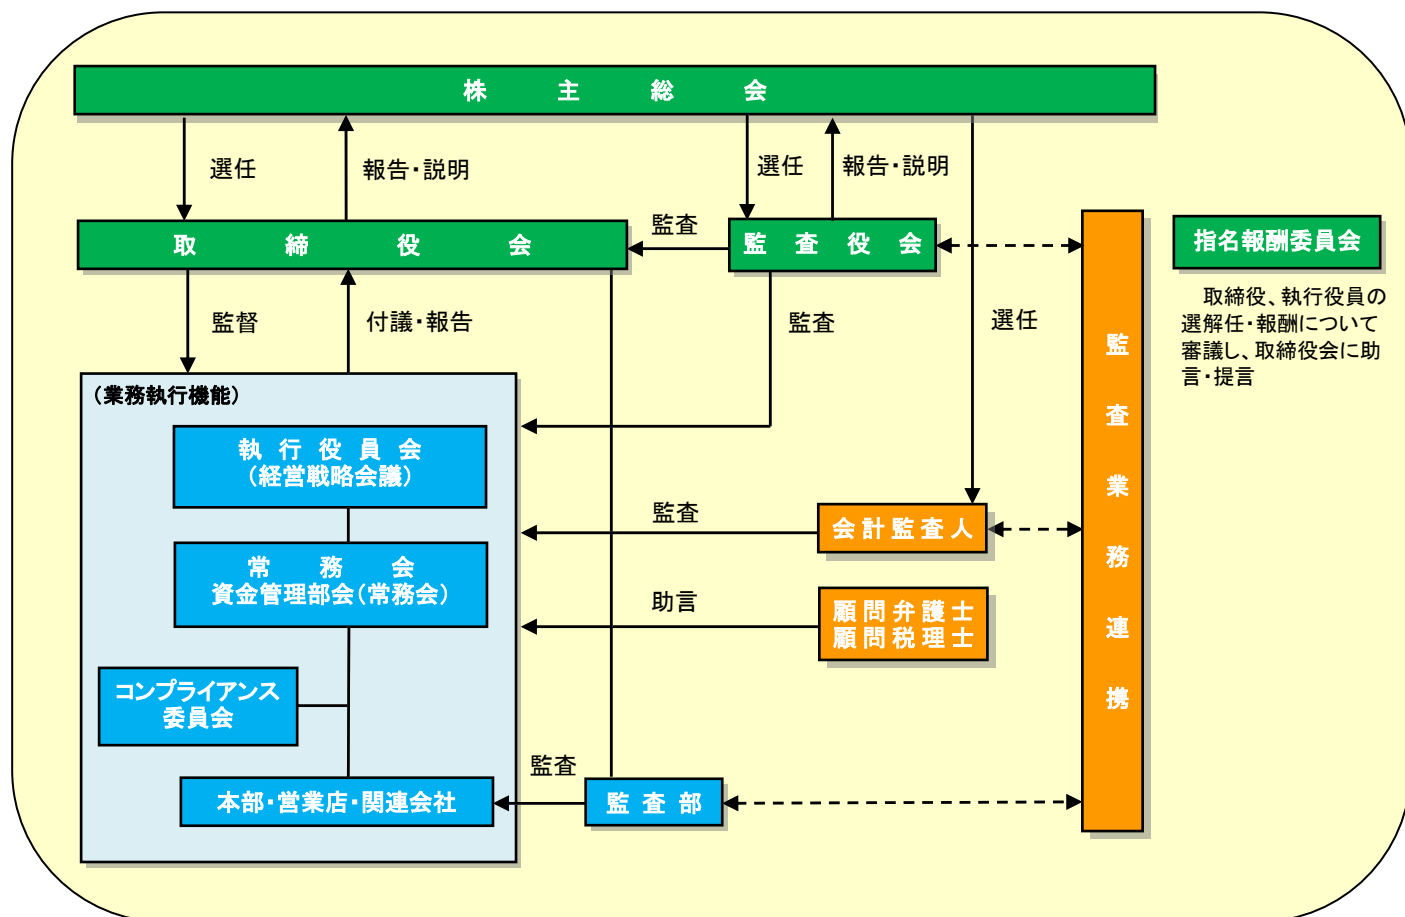 株主総会
選任
報告・説明
選任
報告・説明
取締役会
監査
監査役会
指名報酬委員会
取締役、執行役員の
選解任・報酬について
審議し、取締役会に助
言・提言
監督
付議・報告
監査
選任
監査業務連携
（業務執行機能）
執行役員会
（経営戦略会議）
監査
会計監査人
常務会
資金管理部会（常務会）
助言
顧問弁護士
顧問税理士
コンプライアンス
委員会
監査
本部・営業店・関連会社
監査部